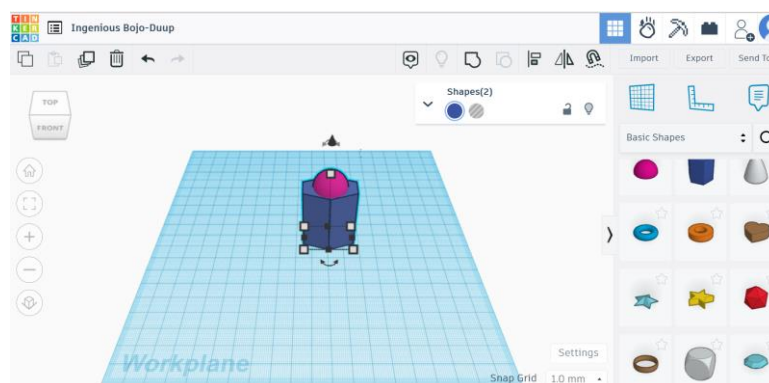 TIN
KER
CAD
Ingenious Bojo-Duup
Import
Export
Send To
TOP
FRONT
Shapes(2)
Basic Shapes
Workplane
Settings
Snap Grid
1.0 mm